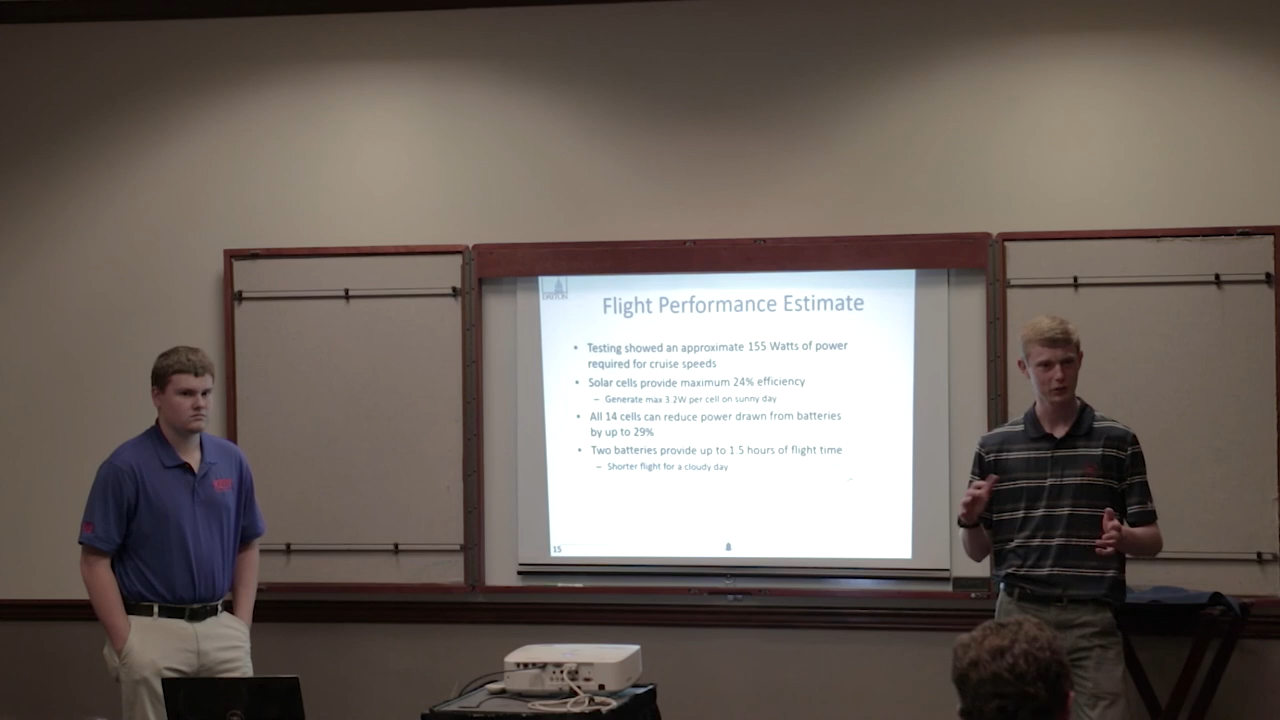 DAYTON
Flight Performance Estimate
• Testing showed an approximate 155 Watts of power
required for cruise speeds
• Solar cells provide maximum 24% efficiency
– Generate max 3.2W per cell on sunny day
• All 14 cells can reduce power drawn from batteries
by up to 29%
• Two batteries provide up to 1.5 hours of flight time
– Shorter flight for a cloudy day
15